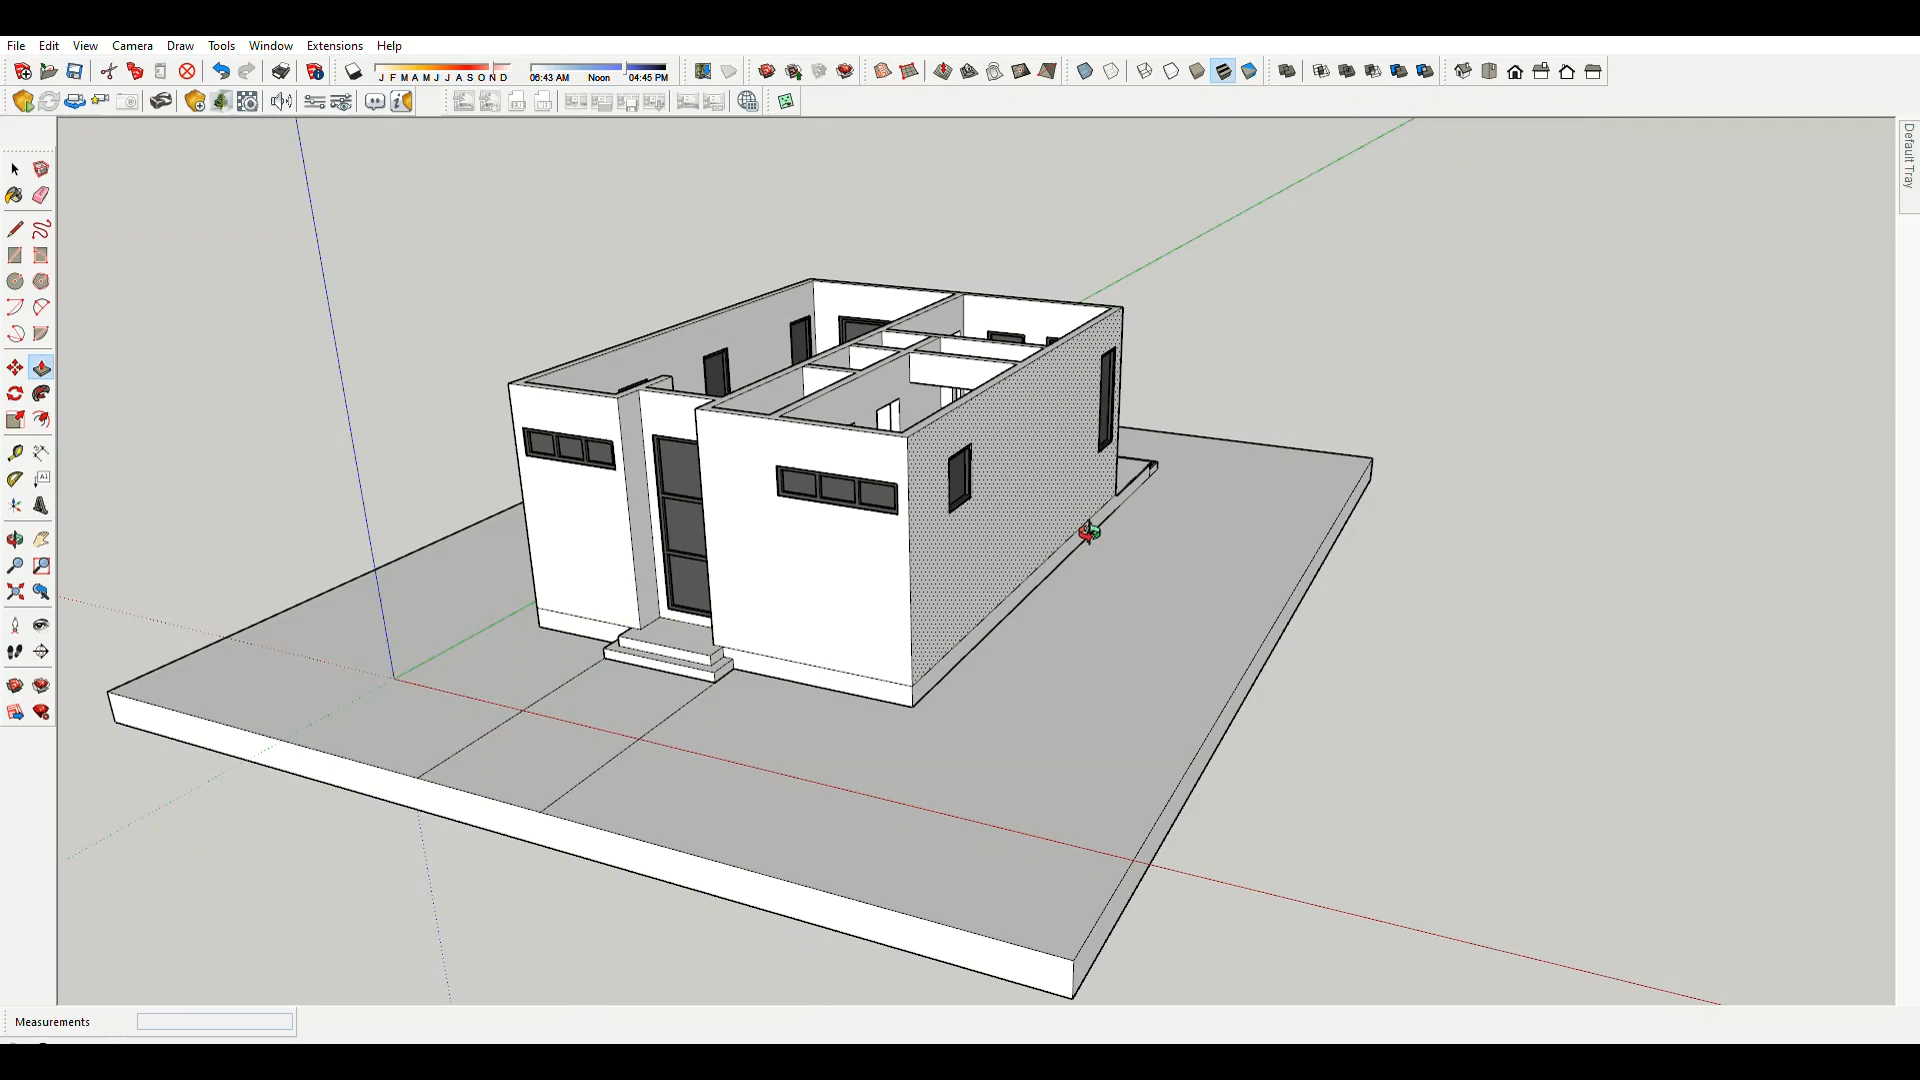 File Edit View Camera Draw Tools Window Extensions Help
J F M A M J J A S O N D 06:43 AM Noon 04:45 PM
Default Tray
A1
Measurements